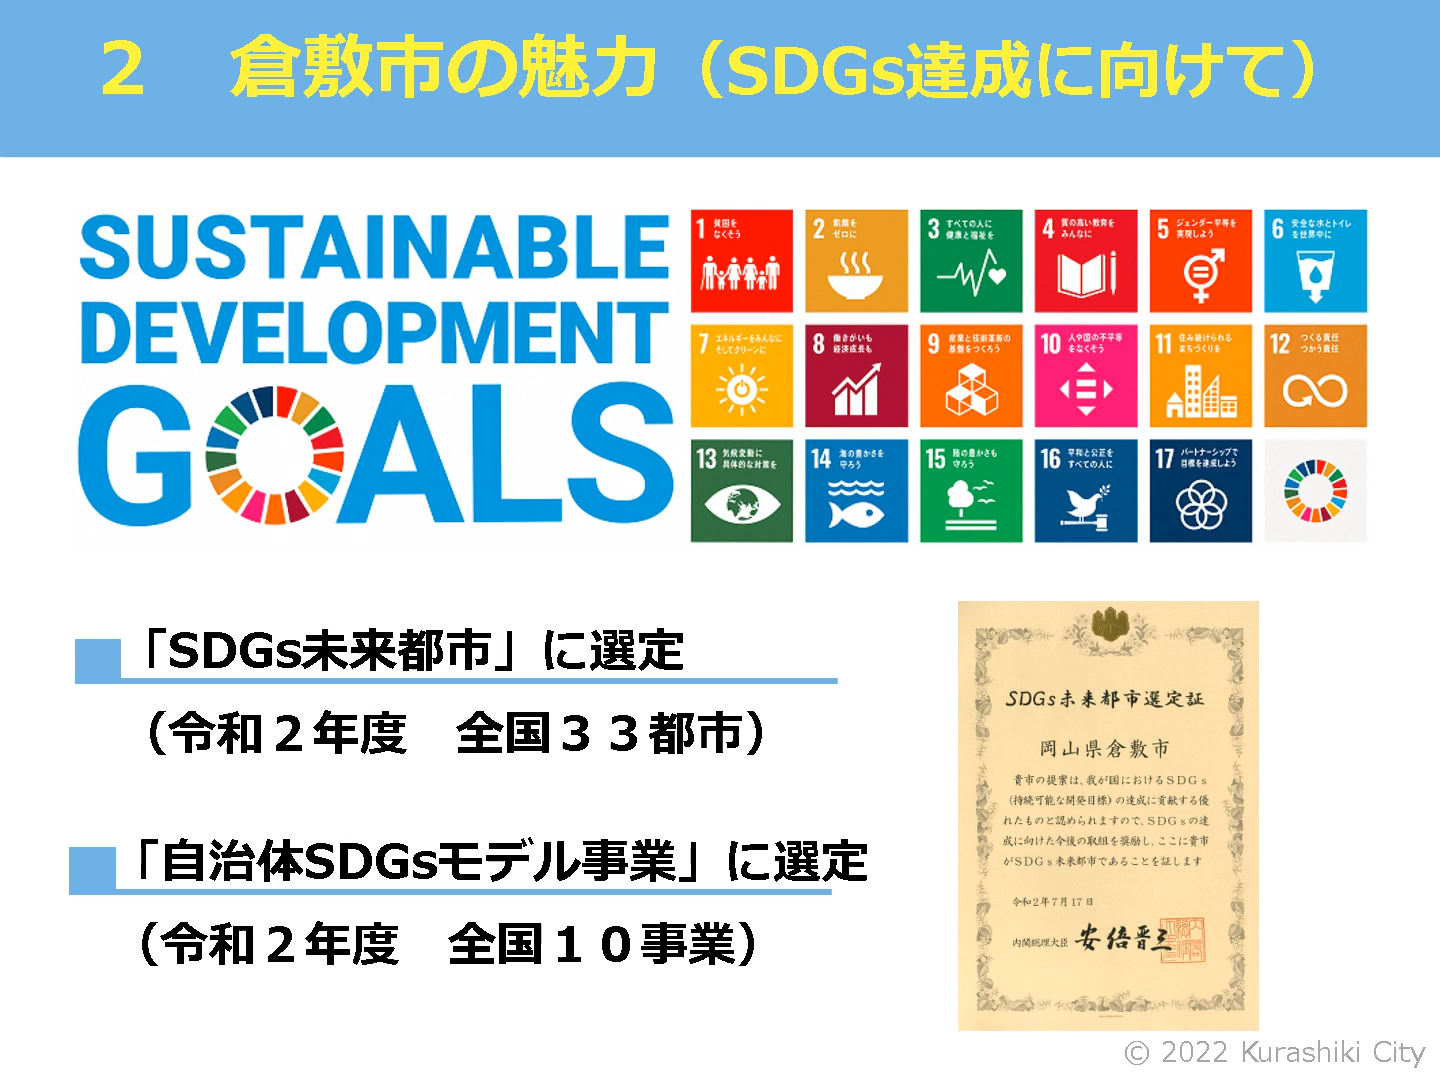 ２　倉敷市の魅力（SDGs達成に向けて）
SUSTAINABLE
DEVELOPMENT
GOALS
1 貧困を
なくそう
2 飢餓を
ゼロに
3 すべての人に
健康と福祉を
4 質の高い教育を
みんなに
5 ジェンダー平等を
実現しよう
6 安全な水とトイレ
を世界中に
7 エネルギーをみんなに
そしてクリーンに
8 働きがいも
経済成長も
9 産業と技術革新の
基盤をつくろう
10 人や国の不平等
をなくそう
11 住み続けられる
まちづくりを
12 つくる責任
つかう責任
13 気候変動に
具体的な対策を
14 海の豊かさを
守ろう
15 陸の豊かさも
守ろう
16 平和と公正を
すべての人に
17 パートナーシップで
目標を達成しよう
「SDGs未来都市」に選定
（令和２年度　全国３３都市）
「自治体SDGsモデル事業」に選定
（令和２年度　全国１０事業）
SDGs未来都市選定証
岡山県倉敷市
貴市の提案は、我が国におけるSDGs
(持続可能な開発目標)の達成に貢献する優
れたものと認められますので、SDGsの達
成に向けた今後の取組を奨励し、ここに貴市
がSDGs未来都市であることを証します
令和2年7月17日
内閣総理大臣 安倍晋三
© 2022 Kurashiki City